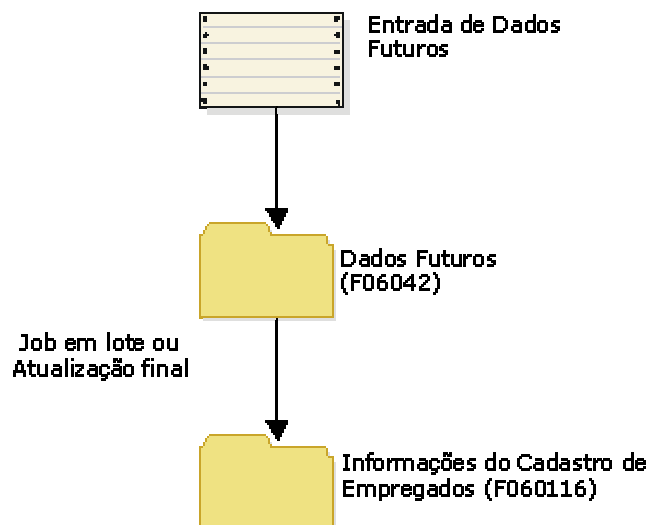 Entrada de Dados
Futuros
Dados Futuros
(F06042)
Job em lote ou
Atualização final
Informações do Cadastro de
Empregados (F060116)